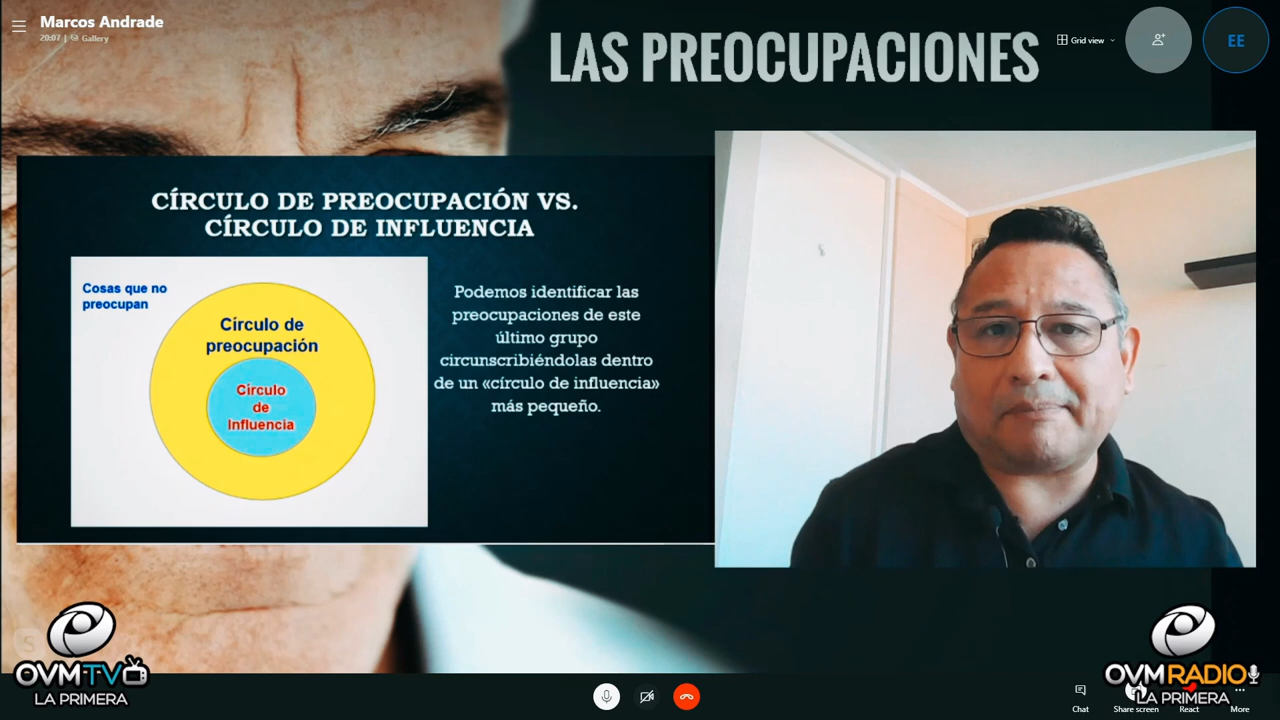 Marcos Andrade
20:07 | Gallery
LAS PREOCUPACIONES
Grid view
EE
CÍRCULO DE PREOCUPACIÓN VS.
CÍRCULO DE INFLUENCIA
Cosas que no
preocupan
Círculo de
preocupación
Círculo
de
Influencia
Podemos identificar las
preocupaciones de este
último grupo
circunscribiéndolas dentro
de un «círculo de influencia»
más pequeño.
OVMTV
LA PRIMERA
OVMRADIO
LA PRIMERA
Chat
Share screen
React
More